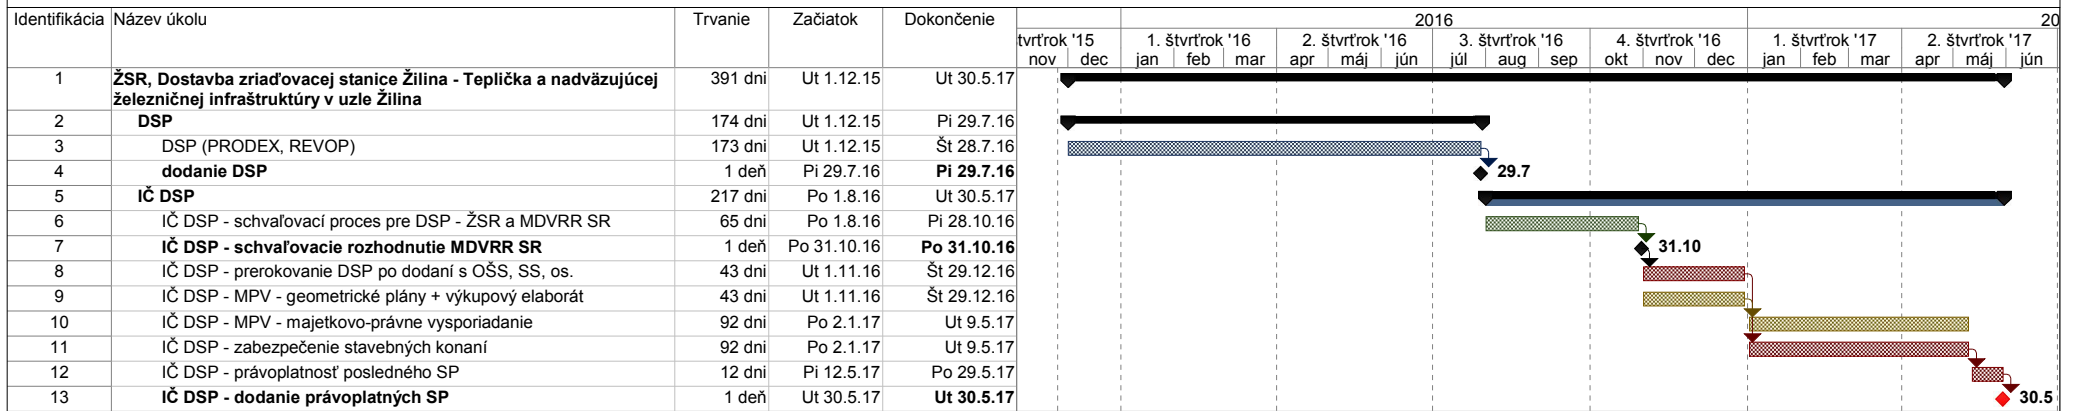 Identifikácia Názov úkolu Trvanie Začiatok Dokončenie 2016 20
tvrťrok '15 1. štvrťrok '16 2. štvrťrok '16 3. štvrťrok '16 4. štvrťrok '16 1. štvrťrok '17 2. štvrťrok '17
nov dec jan feb mar apr máj jún júl aug sep okt nov dec jan feb mar apr máj jún
1 ŽSR, Dostavba zriaďovacej stanice Žilina - Teplička a nadväzujúcej 391 dni Ut 1.12.15 Ut 30.5.17
železničnej infraštruktúry v uzle Žilina
2 DSP 174 dni Ut 1.12.15 Pi 29.7.16
3 DSP (PRODEX, REVOP) 173 dni Ut 1.12.15 Št 28.7.16
4 dodanie DSP 1 deň Pi 29.7.16 Pi 29.7.16 29.7
5 IČ DSP 217 dni Po 1.8.16 Ut 30.5.17
6 IČ DSP - schvaľovací proces pre DSP - ŽSR a MDVRR SR 65 dni Po 1.8.16 Pi 28.10.16
7 IČ DSP - schvaľovacie rozhodnutie MDVRR SR 1 deň Po 31.10.16 Po 31.10.16 31.10
8 IČ DSP - prerokovanie DSP po dodaní s OŠS, SS, os. 43 dni Ut 1.11.16 Št 29.12.16
9 IČ DSP - MPV - geometrické plány + výkupový elaborát 43 dni Ut 1.11.16 Št 29.12.16
10 IČ DSP - MPV - majetkovo-právne vysporiadanie 92 dni Po 2.1.17 Ut 9.5.17
11 IČ DSP - zabezpečenie stavebných konaní 92 dni Po 2.1.17 Ut 9.5.17
12 IČ DSP - právoplatnosť posledného SP 12 dni Pi 12.5.17 Po 29.5.17
13 IČ DSP - dodanie právoplatných SP 1 deň Ut 30.5.17 Ut 30.5.17 30.5